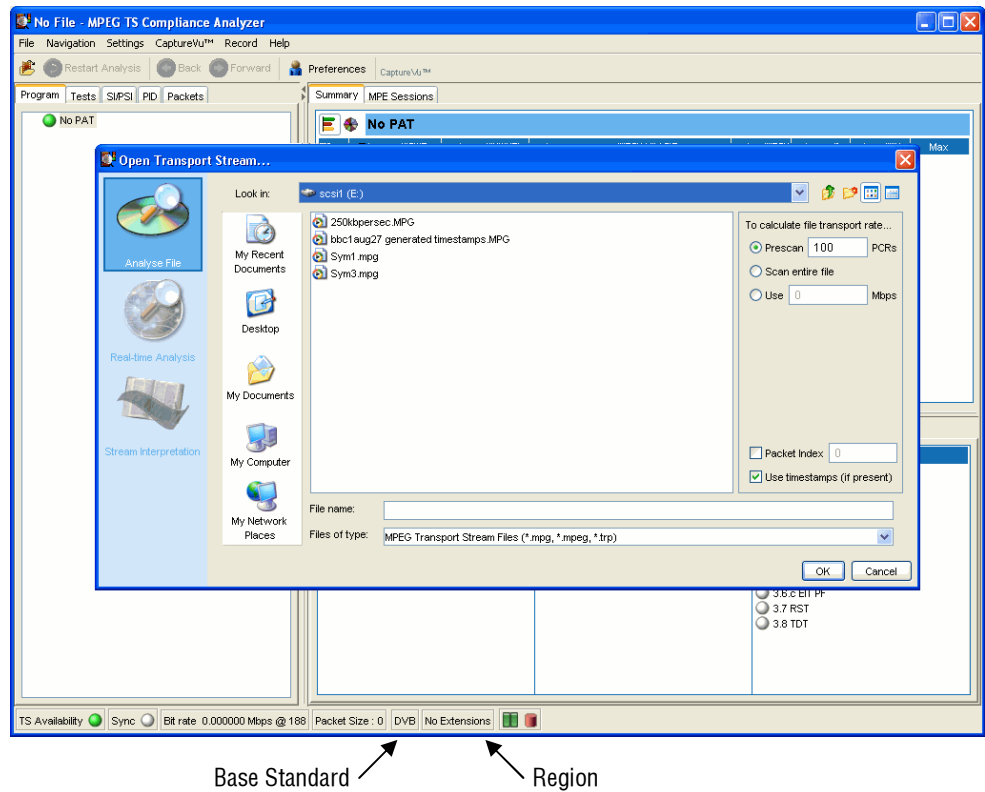 No File - MPEG TS Compliance Analyzer
File Navigation Settings CaptureVu™ Record Help
Restart Analysis Back Forward Preferences CaptureVu™
Program Tests SI/PSI PID Packets
Summary MPE Sessions
No PAT
No PAT
Max
Open Transport Stream...
Look in: scsi1 (E:)
Analyse File
Real-time Analysis
Stream Interpretation
My Recent
Documents
Desktop
My Documents
My Computer
My Network
Places
250kbpersec.MPG
bbc1aug27 generated timestamps.MPG
Sym1.mpg
Sym3.mpg
To calculate file transport rate...
Prescan 100 PCRs
Scan entire file
Use 0 Mbps
Packet Index 0
Use timestamps (if present)
File name:
Files of type: MPEG Transport Stream Files (*.mpg, *.mpeg, *.trp)
OK Cancel
3.6.c EIT PF
3.7 RST
3.8 TDT
TS Availability Sync Bit rate 0.000000 Mbps @ 188 Packet Size : 0 DVB No Extensions
Base Standard Region